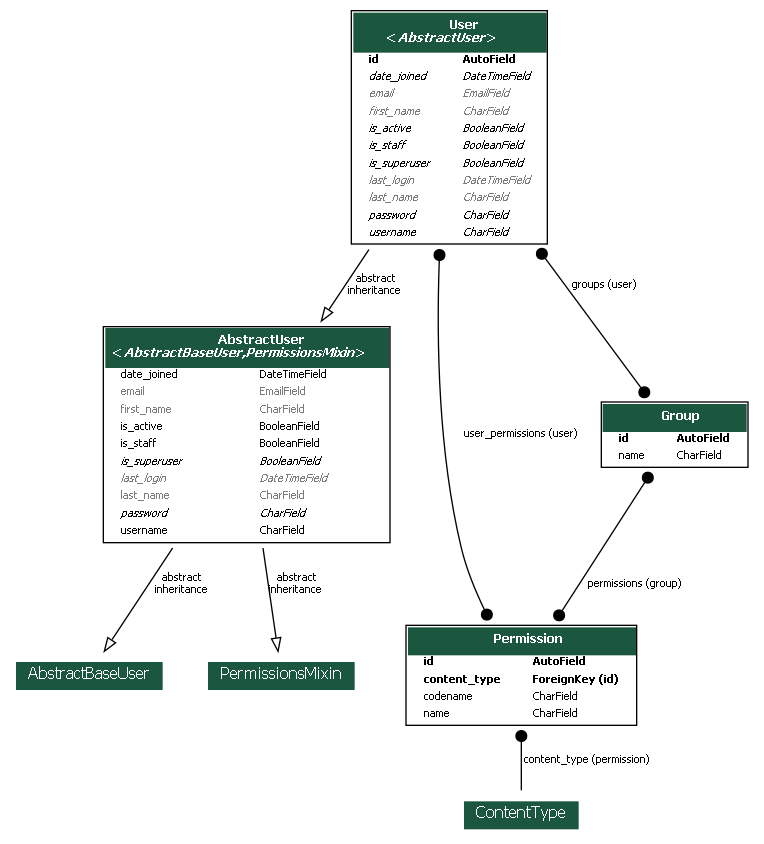 User
<AbstractUser>
id AutoField
date_joined DateTimeField
email EmailField
first_name CharField
is_active BooleanField
is_staff BooleanField
is_superuser BooleanField
last_login DateTimeField
last_name CharField
password CharField
username CharField
abstract
inheritance
groups (user)
AbstractUser
<AbstractBaseUser,PermissionsMixin>
date_joined DateTimeField
email EmailField
first_name CharField
is_active BooleanField
is_staff BooleanField
is_superuser BooleanField
last_login DateTimeField
last_name CharField
password CharField
username CharField
user_permissions (user)
Group
id AutoField
name CharField
abstract
inheritance
abstract
inheritance
permissions (group)
AbstractBaseUser
PermissionsMixin
Permission
id AutoField
content_type ForeignKey (id)
codename CharField
name CharField
content_type (permission)
ContentType